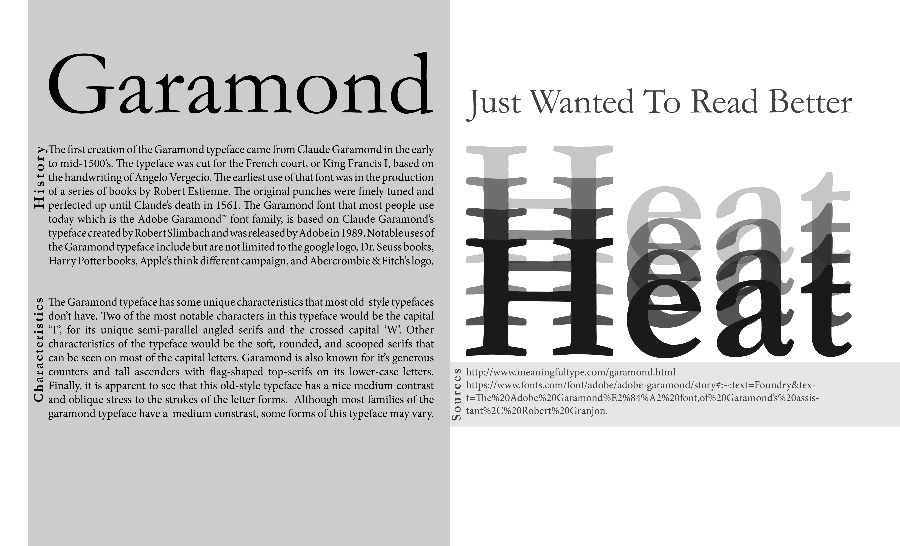 Garamond
History
The first creation of the Garamond typeface came from Claude Garamond in the early
to mid-1500's. The typeface was cut for the French court, or King Francis I, based on
the handwriting of Angelo Vergecio. The earliest use of that font was in the production
of a series of books by Robert Estienne. The original punches were finely tuned and
perfected up until Claude's death in 1561. The Garamond font that most people use
today which is the Adobe Garamond™ font family, is based on Claude Garamond's
typeface created by Robert Slimbach and was released by Adobe in 1989. Notable uses of
the Garamond typeface include but are not limited to the google logo, Dr. Seuss books,
Harry Potter books, Apple's think different campaign, and Abercrombie & Fitch's logo.
Characteristics
The Garamond typeface has some unique characteristics that most old-style typefaces
don't have. Two of the most notable characters in this typeface would be the capital
"T", for its unique semi-parallel angled serifs and the crossed capital 'W'. Other
characteristics of the typeface would be the soft, rounded, and scooped serifs that
can be seen on most of the capital letters. Garamond is also known for it's generous
counters and tall ascenders with flag-shaped top-serifs on its lower-case letters.
Finally, it is apparent to see that this old-style typeface has a nice medium contrast
and oblique stress to the strokes of the letter forms. Although most families of the
garamond typeface have a medium constrast, some forms of this typeface may vary.
Just Wanted To Read Better
Heat
Heat
Heat
Sources
http://www.meaningfultype.com/garamond.html
https://www.fonts.com/font/adobe/adobe-garamond/story#:~:text=Foundry&tex-
t=The%20Adobe%20Garamond%E2%84%A2%20font,of%20Garamond's%20assis-
tant%2C%20Robert%20Granjon.